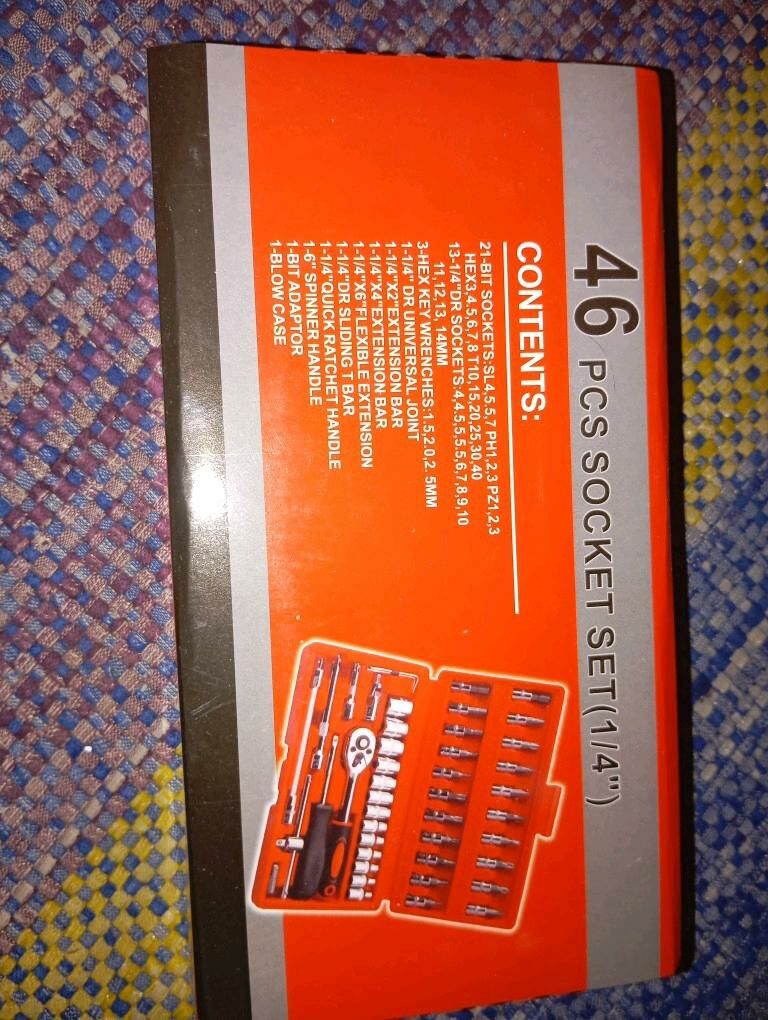 46 PCS SOCKET SET(1/4")
CONTENTS:
21-BIT SOCKETS:SL4,5.5,7 PH1,2,3 PZ1,2,3
HEX3,4,5,6,7,8 T10,15,20,25,30,40
13-1/4"DR SOCKETS:4,4.5,5,5.5,6,7,8,9,10
11,12,13, 14MM
3-HEX KEY WRENCHES:1.5,2.0,2. 5MM
1-1/4" DR UNIVERSAL JOINT
1-1/4"X2"EXTENSION BAR
1-1/4"X4"EXTENSION BAR
1-1/4"X6"FLEXIBLE EXTENSION
1-1/4"DR SLIDING T BAR
1-1/4"QUICK RATCHET HANDLE
1-6" SPINNER HANDLE
1-BIT ADAPTOR
1-BLOW CASE